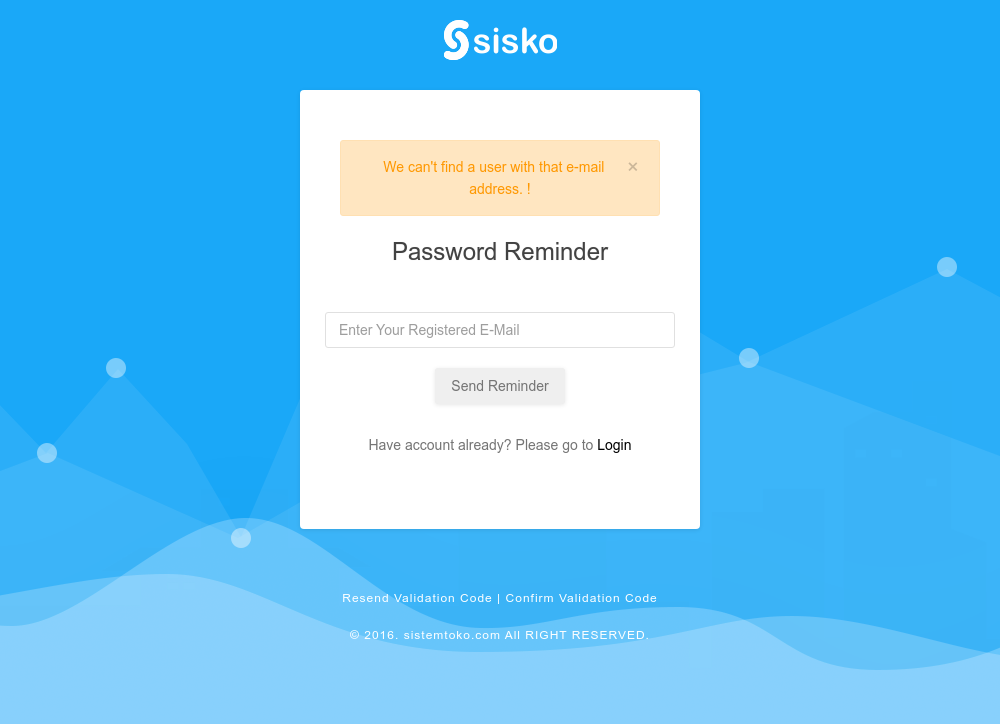 sisko
We can't find a user with that e-mail
address. !
×
Password Reminder
Enter Your Registered E-Mail
Send Reminder
Have account already? Please go to Login
Resend Validation Code | Confirm Validation Code
© 2016. sistemtoko.com All RIGHT RESERVED.